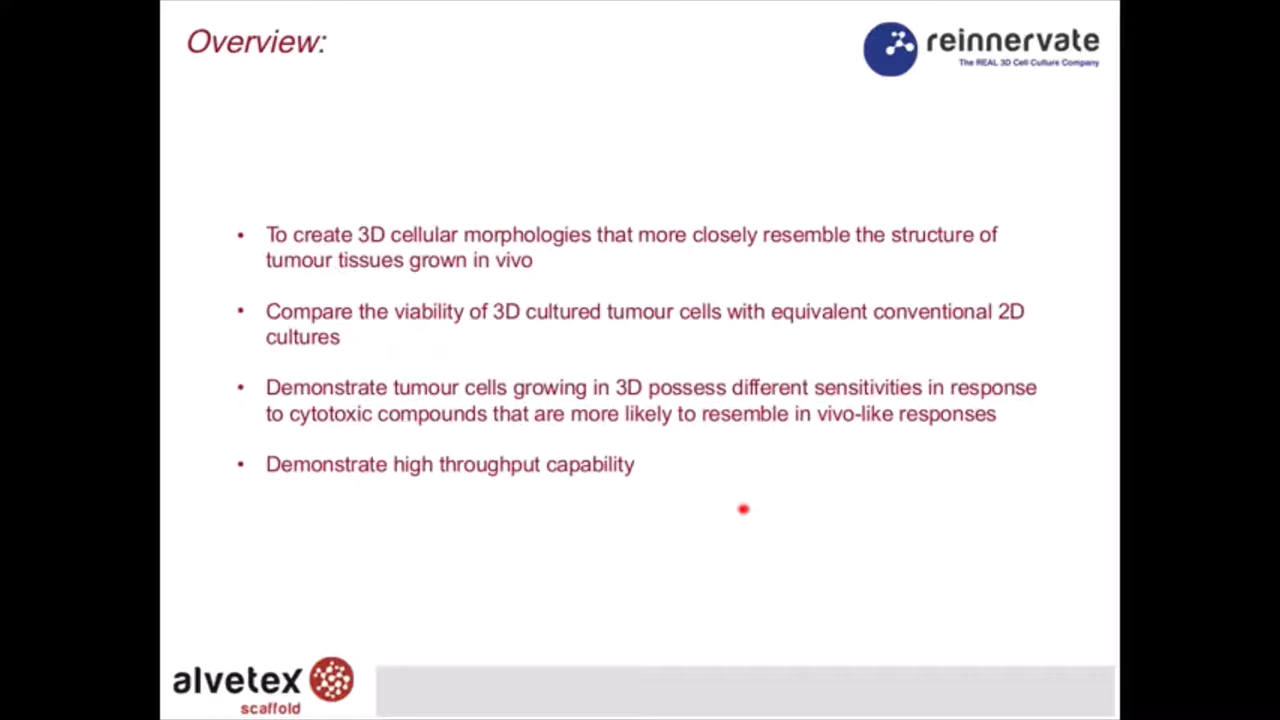 Overview:
reinnervate
The REAL 3D Cell Culture Company
• To create 3D cellular morphologies that more closely resemble the structure of
tumour tissues grown in vivo
• Compare the viability of 3D cultured tumour cells with equivalent conventional 2D
cultures
• Demonstrate tumour cells growing in 3D possess different sensitivities in response
to cytotoxic compounds that are more likely to resemble in vivo-like responses
• Demonstrate high throughput capability
alvetex
scaffold